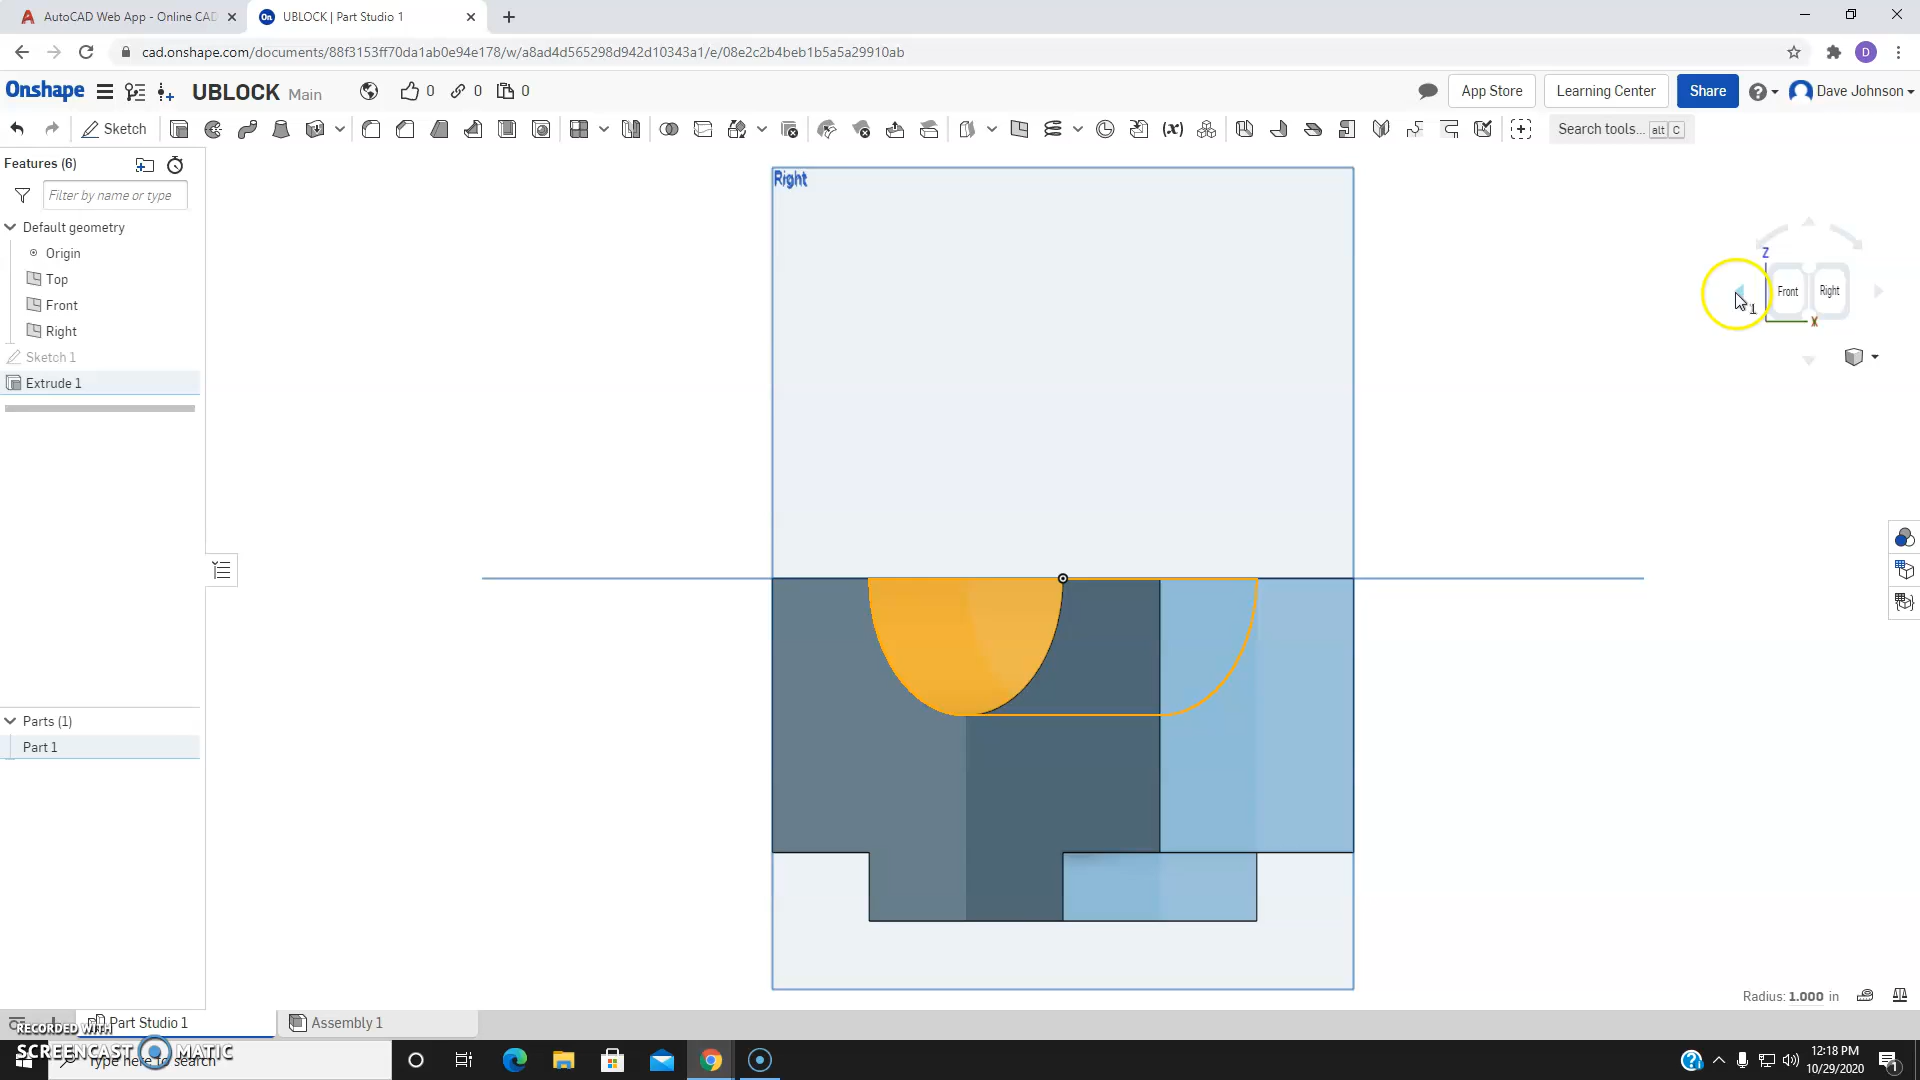 AutoCAD Web App - Online CAD
On UBLOCK | Part Studio 1
cad.onshape.com/documents/88f3153ff70da1ab0e94e178/w/a8ad4d565298d942d10343a1/e/08e2c2b4beb1b5a5a29910ab
D
Onshape UBLOCK Main 0 0 0 App Store Learning Center Share Dave Johnson
Sketch (x) Search tools... alt C
Features (6)
Filter by name or type
Default geometry
Origin
Top
Front
Right
Sketch 1
Extrude 1
Parts (1)
Part 1
Right
Z
Front Right
X
1
Radius: 1.000 in
Part Studio 1 Assembly 1
RECORDED WITH
SCREENCAST MATIC
Type here to search
12:18 PM
10/29/2020
1